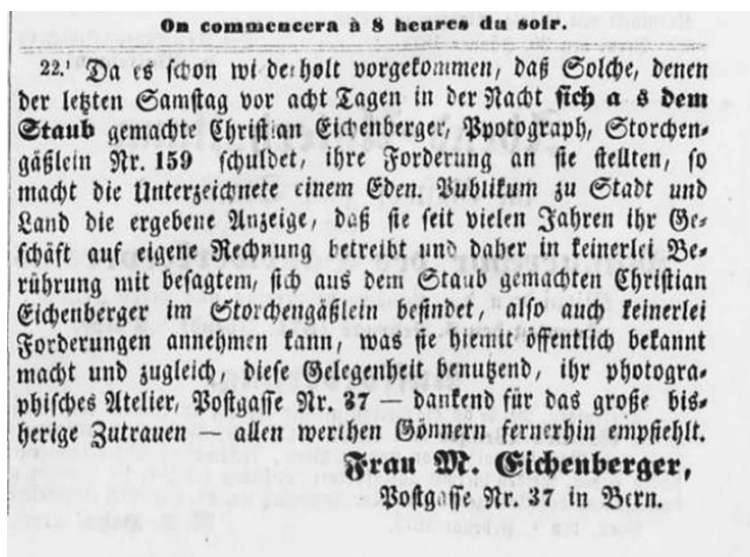 On commencera à 8 heures du soir.
22. Da es schon wiederholt vorgekommen, daß Solche, denen
der letzten Samstag vor acht Tagen in der Nacht sich a s dem
Staub gemachte Christian Eichenberger, Ppotograph, Storchen-
gäßlein Nr. 159 schuldet, ihre Forderung an sie stellten, so
macht die Unterzeichnete einem Eden. Publikum zu Stadt und
Land die ergebene Anzeige, daß sie seit vielen Jahren ihr Ge-
schäft auf eigene Rechnung betreibt und daher in keinerlei Be-
rührung mit besagtem, sich aus dem Staub gemachten Christian
Eichenberger im Storchengäßlein befindet, also auch keinerlei
Forderungen annehmen kann, was sie hiemit öffentlich bekannt
macht und zugleich, diese Gelegenheit benutzend, ihr photogra-
phisches Atelier, Postgasse Nr. 37 — dankend für das große bis-
herige Zutrauen — allen werthen Gönnern fernerhin empfiehlt.
Frau M. Eichenberger,
Postgasse Nr. 37 in Bern.